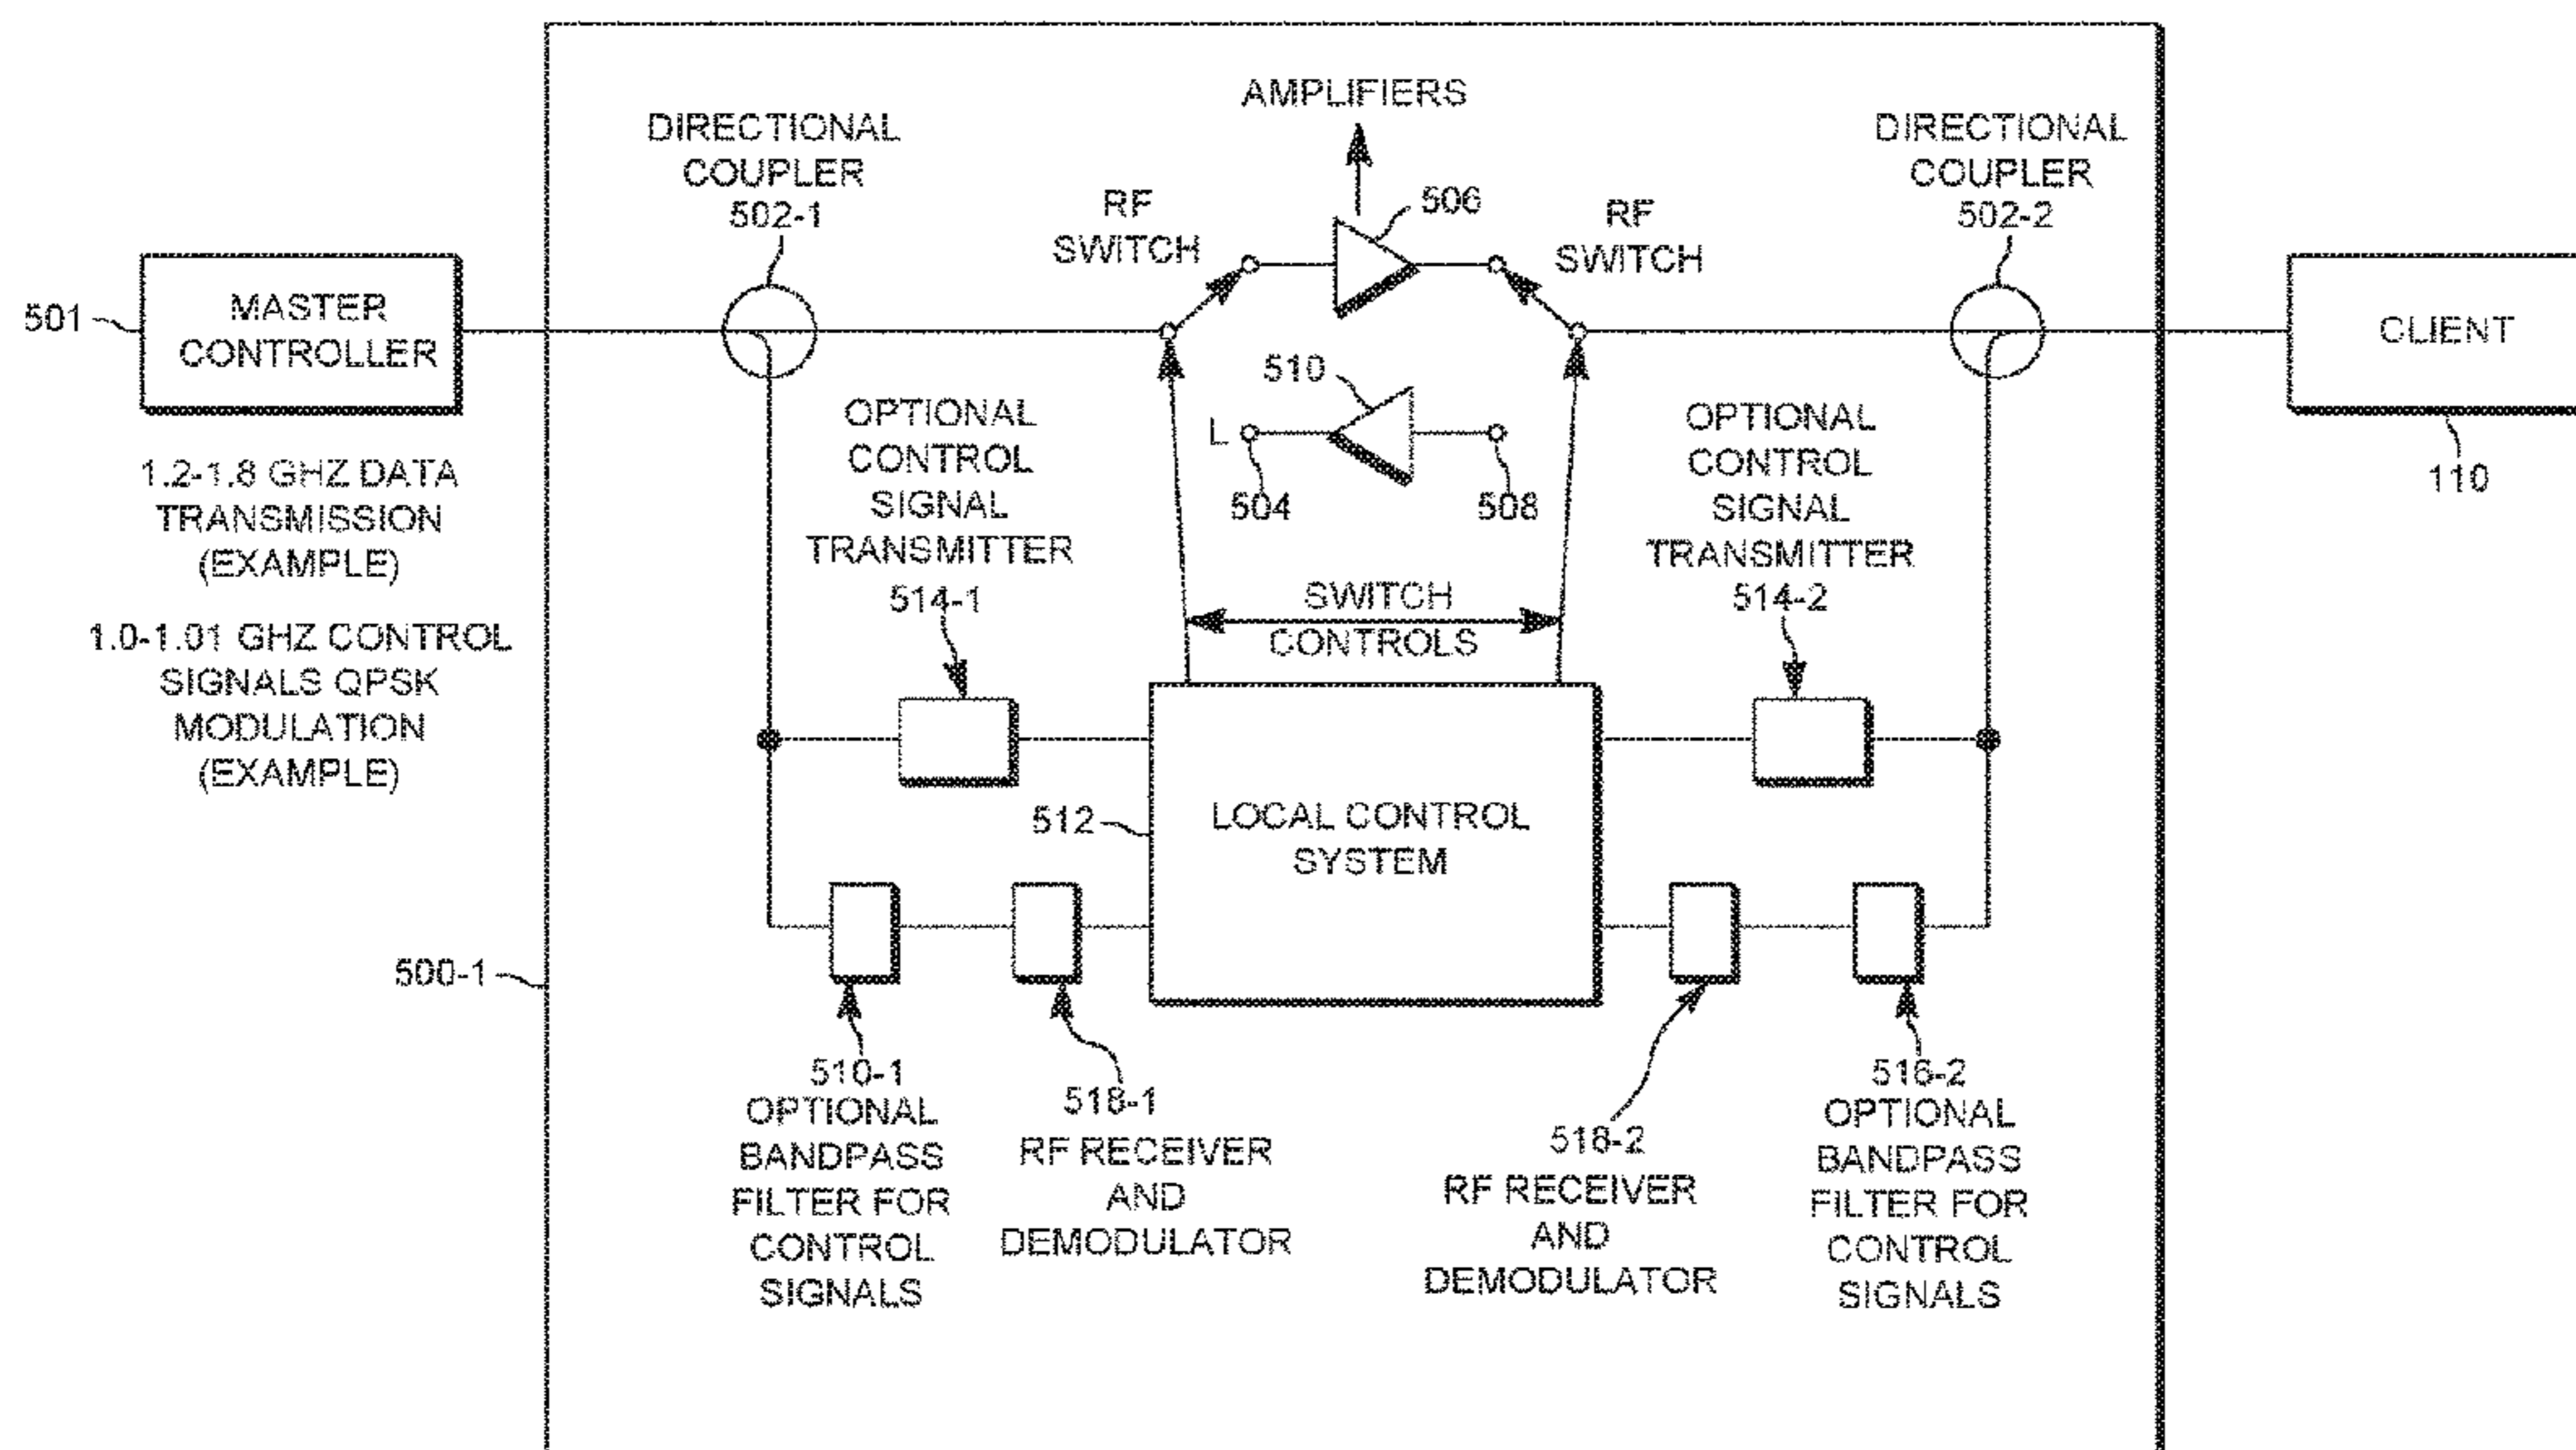 AMPLIFIERS
DIRECTIONAL
COUPLER
502-1
DIRECTIONAL
COUPLER
502-2
RF
SWITCH
506
RF
SWITCH
501
MASTER
CONTROLLER
CLIENT
110
510
L
504
508
1.2-1.8 GHZ DATA
TRANSMISSION
(EXAMPLE)
1.0-1.01 GHZ CONTROL
SIGNALS QPSK
MODULATION
(EXAMPLE)
OPTIONAL
CONTROL
SIGNAL
TRANSMITTER
514-1
OPTIONAL
CONTROL
SIGNAL
TRANSMITTER
514-2
SWITCH
CONTROLS
512
LOCAL CONTROL
SYSTEM
500-1
510-1
OPTIONAL
BANDPASS
FILTER FOR
CONTROL
SIGNALS
518-1
RF RECEIVER
AND
DEMODULATOR
518-2
RF RECEIVER
AND
DEMODULATOR
516-2
OPTIONAL
BANDPASS
FILTER FOR
CONTROL
SIGNALS